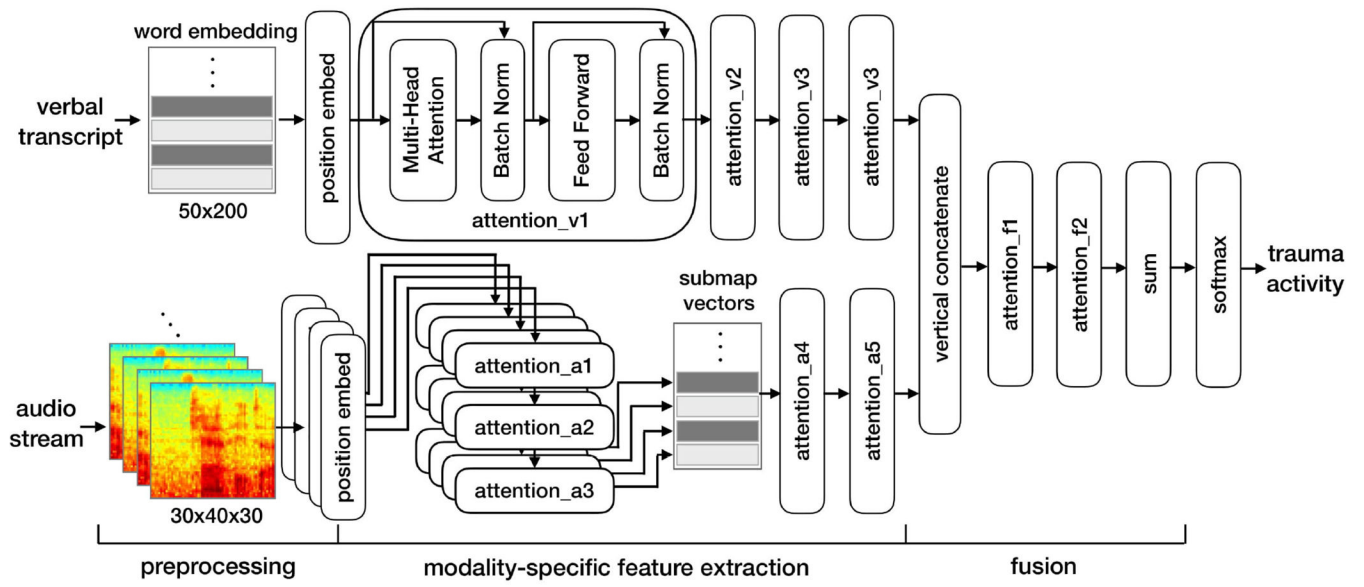 word embedding
verbal
transcript
50x200
position embed
Multi-Head
Attention
Batch Norm
Feed Forward
Batch Norm
attention_v1
attention_v2
attention_v3
attention_v3
audio
stream
30x40x30
position embed
attention_a1
attention_a2
attention_a3
submap
vectors
attention_a4
attention_a5
vertical concatenate
attention_f1
attention_f2
sum
softmax
trauma
activity
preprocessing
modality-specific feature extraction
fusion